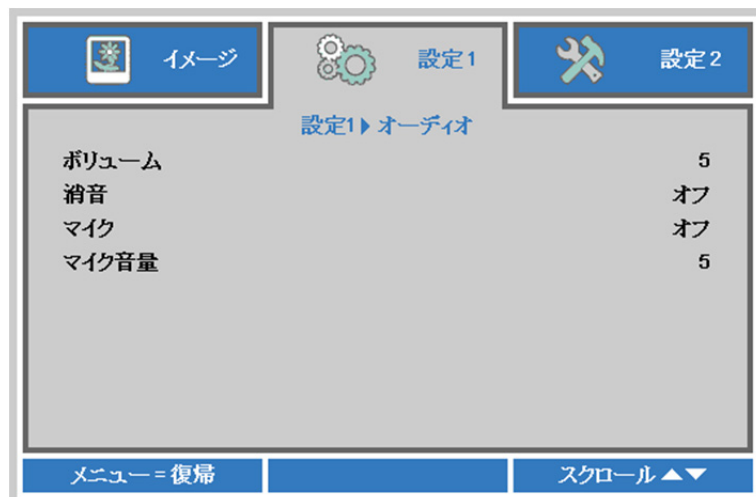 イメージ 設定1 設定2
設定1▶オーディオ
ボリューム 5
消音 オフ
マイク オフ
マイク音量 5
メニュー=復帰 スクロール▲▼